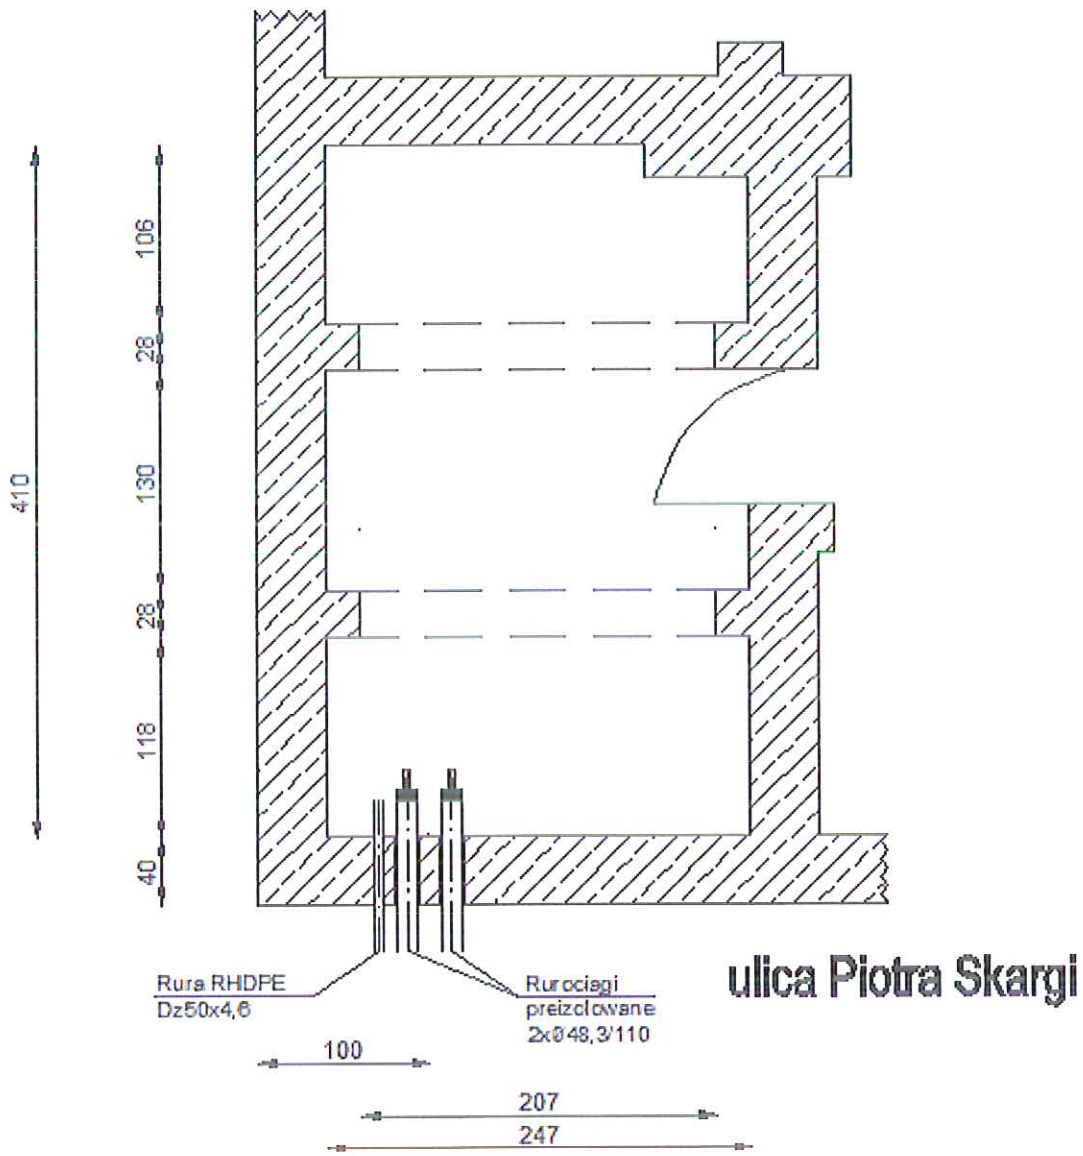 106
28
410
130
28
118
40
Rura RHDPE
Dz50x4,6
Rurociagi
preizolowane
2xØ48,3/110
ulica Piotra Skargi
100
207
247